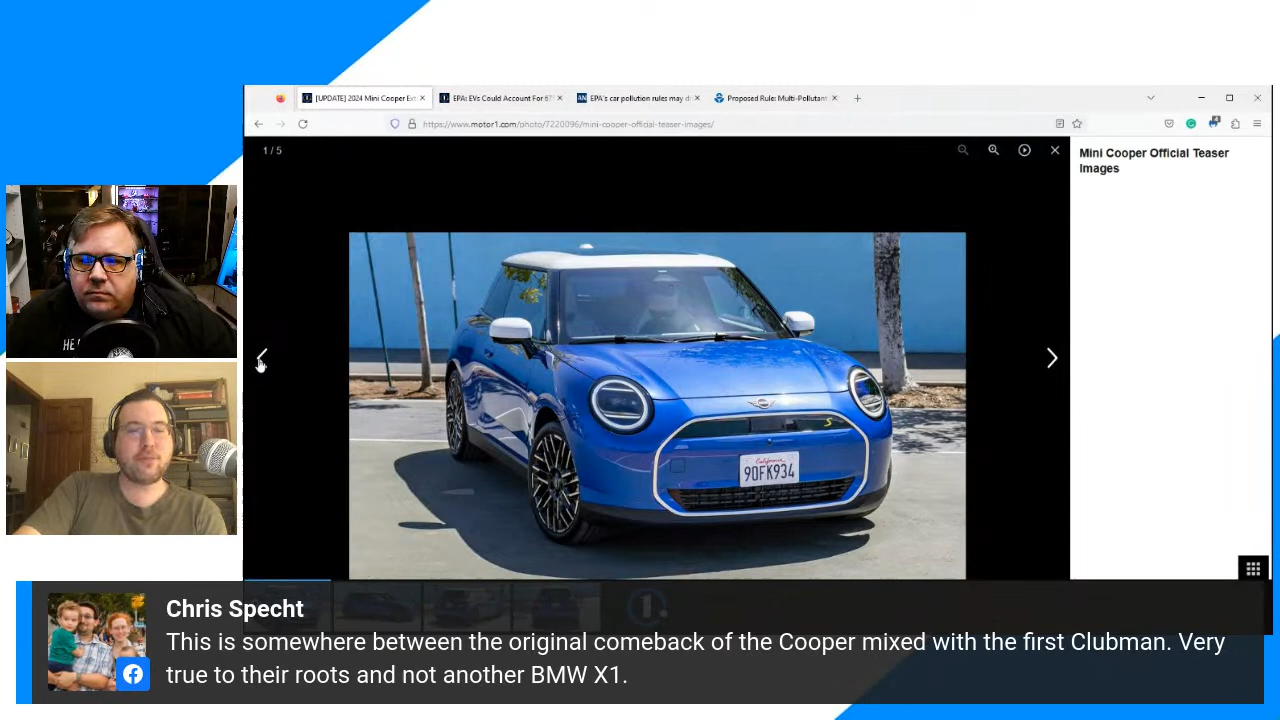 [UPDATE] 2024 Mini Cooper Ext
EPA: EVs Could Account For 67
EPA's car pollution rules may d
Proposed Rule: Multi-Pollutant
https://www.motor1.com/photo/7220096/mini-cooper-official-teaser-images/
1 / 5
Mini Cooper Official Teaser
Images
HE
S
California
90FK934
Chris Specht
This is somewhere between the original comeback of the Cooper mixed with the first Clubman. Very
true to their roots and not another BMW X1.